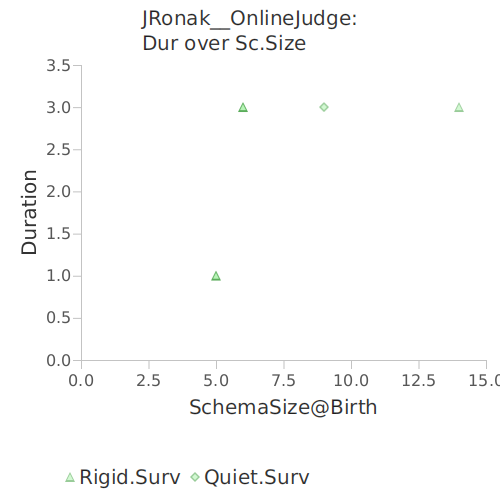 JRonak__OnlineJudge:
Dur over Sc.Size
3.5
3.0
2.5
2.0
1.5
1.0
0.5
0.0
Duration
0.0 2.5 5.0 7.5 10.0 12.5 15.0
SchemaSize@Birth
Rigid.Surv Quiet.Surv